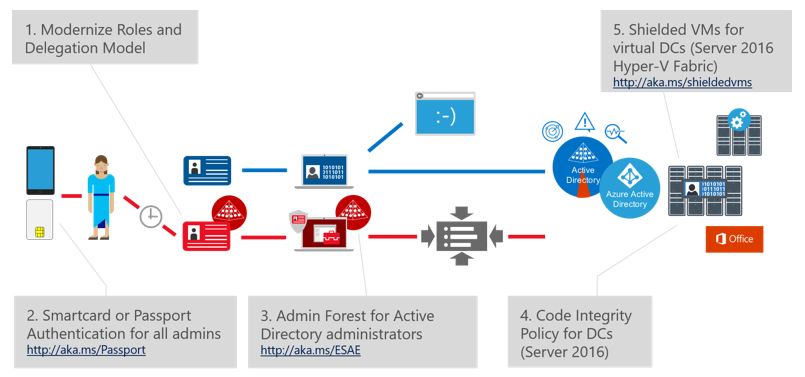 1. Modernize Roles and
Delegation Model
5. Shielded VMs for
virtual DCs (Server 2016
Hyper-V Fabric)
http://aka.ms/shieldedvms
:-)
1010101
0111011
1010101
Active
Directory
Azure Active
Directory
Office
2. Smartcard or Passport
Authentication for all admins
http://aka.ms/Passport
3. Admin Forest for Active
Directory administrators
http://aka.ms/ESAE
4. Code Integrity
Policy for DCs
(Server 2016)